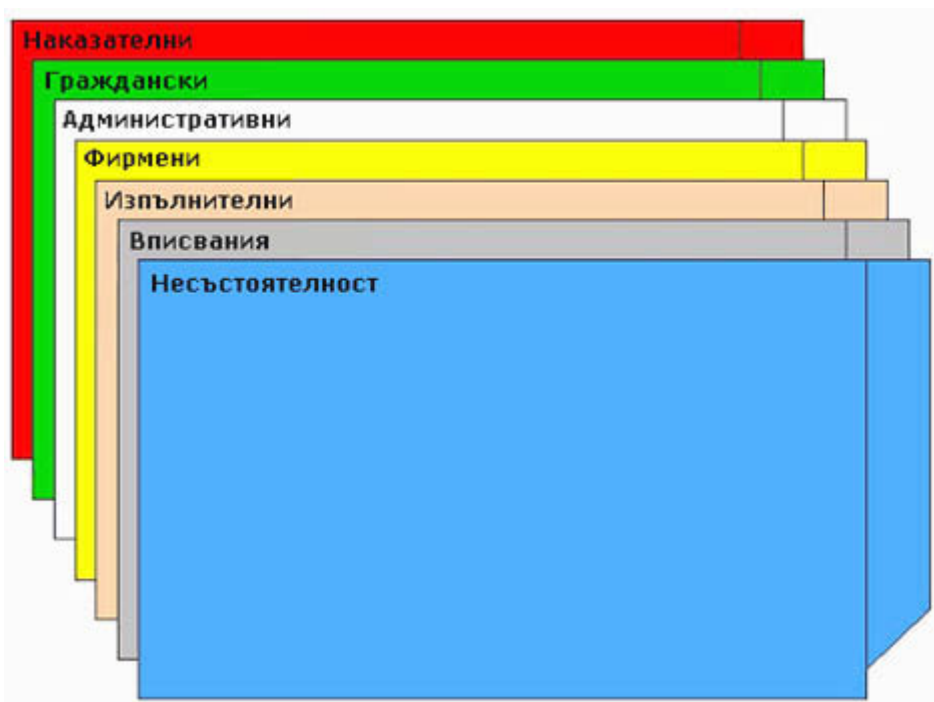 Наказателни
Граждански
Административни
Фирмени
Изпълнителни
Вписвания
Несъстоятелност